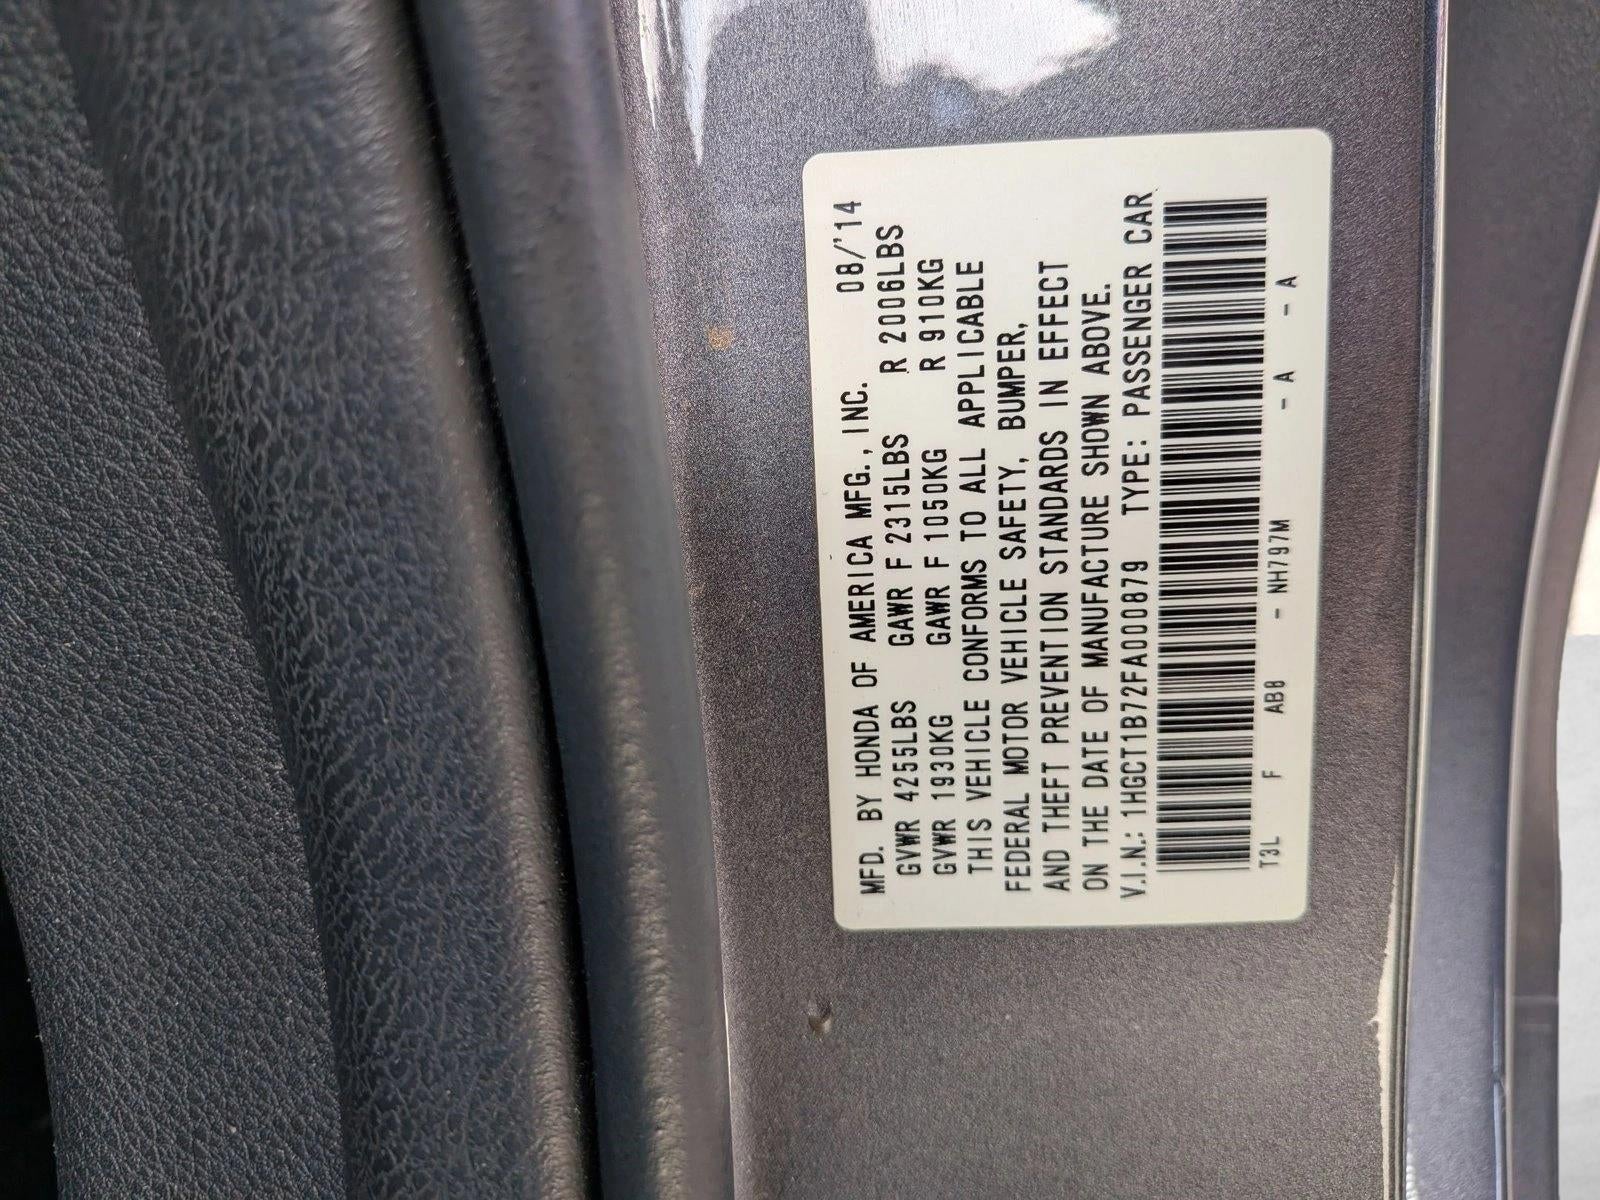 MFD. BY HONDA OF AMERICA MFG., INC. 08/'14
GVWR 4255LBS GAWR F 2315LBS R 2006LBS
GVWR 1930KG GAWR F 1050KG R 910KG
THIS VEHICLE CONFORMS TO ALL APPLICABLE
FEDERAL MOTOR VEHICLE SAFETY, BUMPER,
AND THEFT PREVENTION STANDARDS IN EFFECT
ON THE DATE OF MANUFACTURE SHOWN ABOVE.
V.I.N.: 1HGCT1B72FA000879 TYPE: PASSENGER CAR
T3L F AB8 - NH797M - A - A